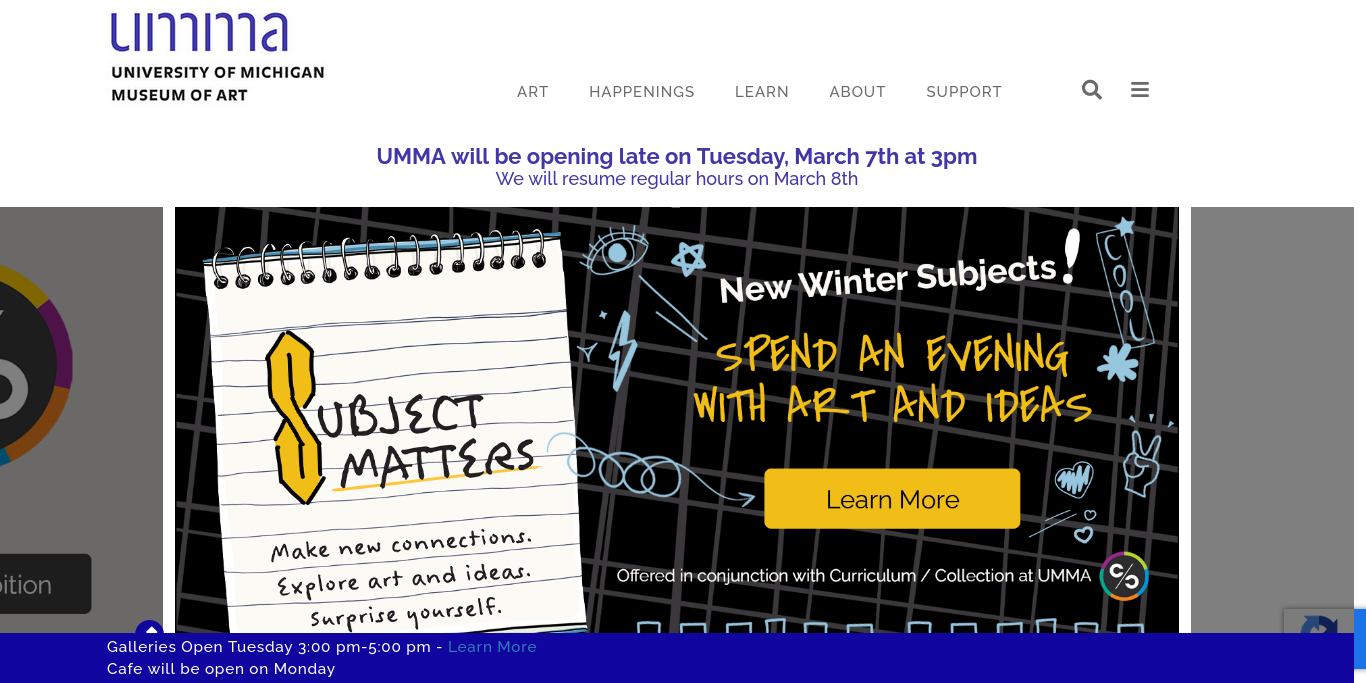 umma
UNIVERSITY OF MICHIGAN
MUSEUM OF ART
ART HAPPENINGS LEARN ABOUT SUPPORT
UMMA will be opening late on Tuesday, March 7th at 3pm
We will resume regular hours on March 8th
SUBJECT
MATTERS
Make new connections.
Explore art and ideas.
Surprise yourself.
New Winter Subjects!
COOL
SPEND AN EVENING
WITH ART AND IDEAS
Learn More
Offered in conjunction with Curriculum / Collection at UMMA
C/C
bition
Galleries Open Tuesday 3:00 pm-5:00 pm - Learn More
Cafe will be open on Monday